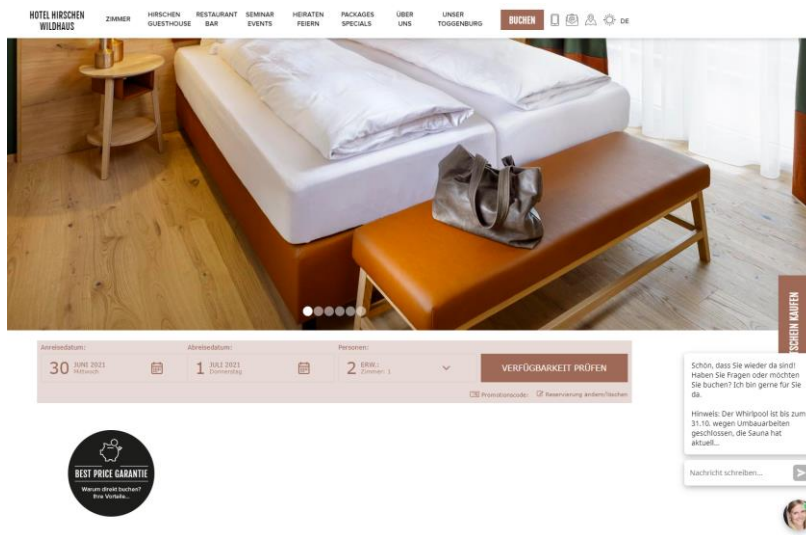 HOTEL HIRSCHEN
WILDHAUS
ZIMMER
HIRSCHEN
GUESTHOUSE
RESTAURANT
BAR
SEMINAR
EVENTS
HEIRATEN
FEIERN
PACKAGES
SPECIALS
ÜBER
UNS
UNSER
TOGGENBURG
BUCHEN
DE
Anreisedatum:
30 JUNI 2021
Mittwoch
Abreisedatum:
1 JULI 2021
Donnerstag
Personen:
2 ERW.:
Zimmer: 1
VERFÜGBARKEIT PRÜFEN
Promotionscode:
Reservierung ändern/löschen
KAUFEN
Schön, dass Sie wieder da sind!
Haben Sie Fragen oder möchten
Sie buchen? Ich bin gerne für Sie
da.
Hinweis: Der Whirlpool ist bis zum
31.10. wegen Umbauarbeiten
geschlossen, die Sauna hat
aktuell...
Nachricht schreiben...
BEST PRICE GARANTIE
Warum direkt buchen?
Ihre Vorteile...